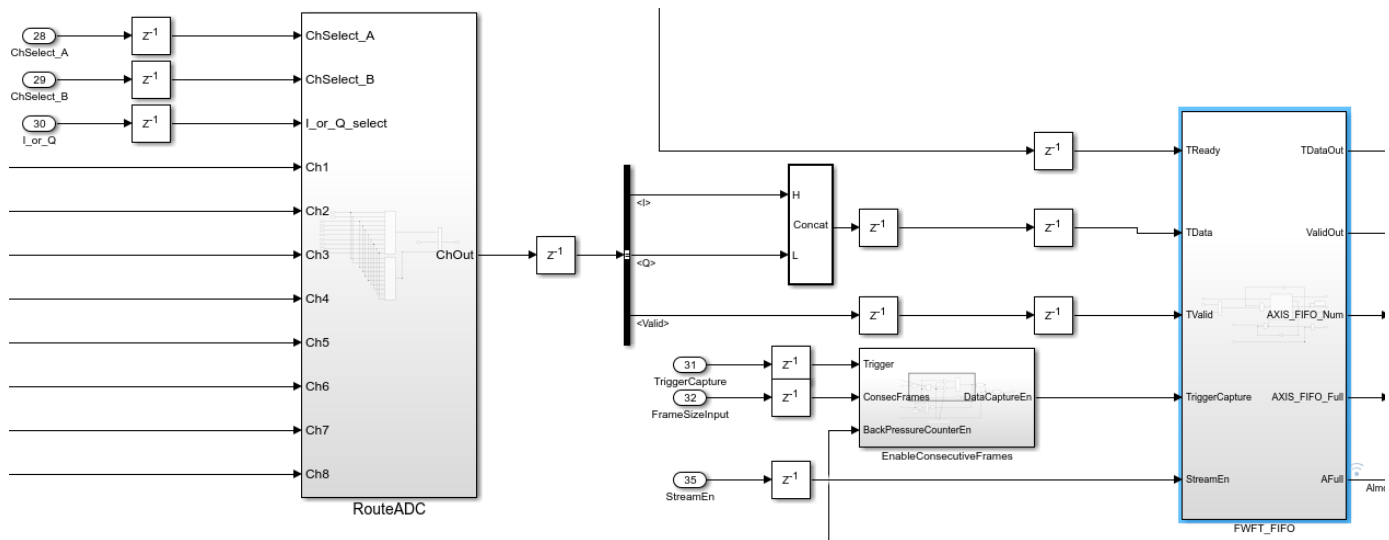 28
ChSelect_A
z-1
29
ChSelect_B
z-1
30
I_or_Q
z-1
ChSelect_A
ChSelect_B
I_or_Q_select
Ch1
Ch2
Ch3
Ch4
Ch5
Ch6
Ch7
Ch8
ChOut
RouteADC
z-1
<I>
<Q>
<Valid>
H
Concat
L
z-1
z-1
z-1
z-1
z-1
31
TriggerCapture
z-1
32
FrameSizeInput
z-1
Trigger
ConsecFrames
DataCaptureEn
BackPressureCounterEn
EnableConsecutiveFrames
35
StreamEn
z-1
TReady
TData
TValid
TriggerCapture
StreamEn
TDataOut
ValidOut
AXIS_FIFO_Num
AXIS_FIFO_Full
AFull
FWFT_FIFO
Almo